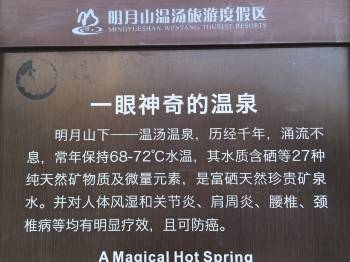 明月山温汤旅游度假区
MINGYUESHAN WENTANG TOURIST RESORTS
一眼神奇的温泉
明月山下——温汤温泉，历经千年，涌流不
息，常年保持68-72℃水温，其水质含硒等27种
纯天然矿物质及微量元素，是富硒天然珍贵矿泉
水。并对人体风湿和关节炎、肩周炎、腰椎、颈
椎病等均有明显疗效，且可防癌。
A Magical Hot Spring